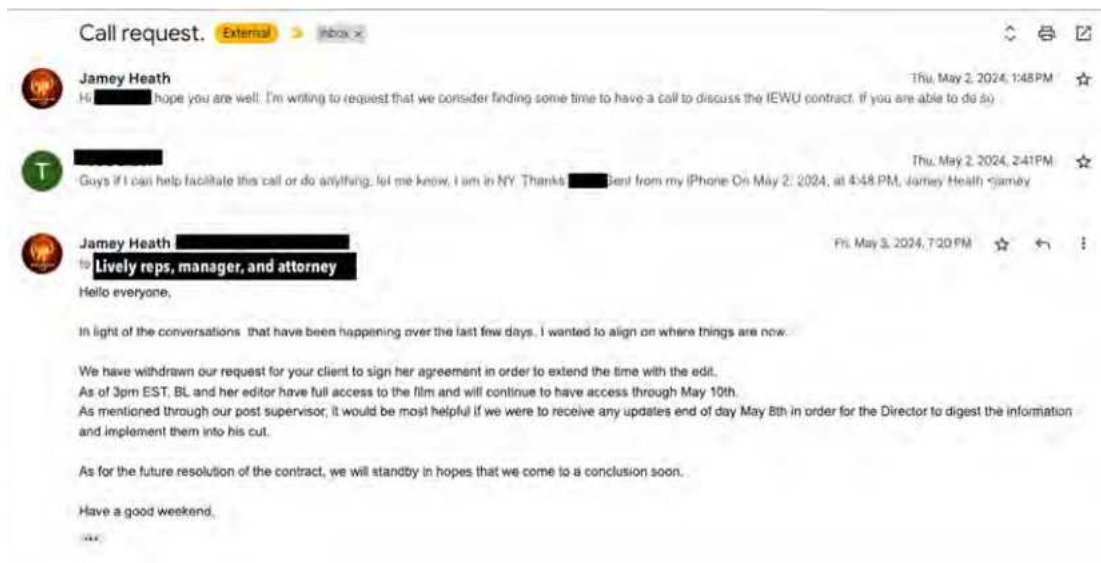 Call request. External Inbox x
Jamey Heath
Thu, May 2, 2024, 1:48 PM
Hi hope you are well. I'm writing to request that we consider finding some time to have a call to discuss the IEWU contract. If you are able to do so
T
Thu, May 2, 2024, 2:41 PM
Guys if I can help facilitate this call or do anything, let me know, I am in NY. Thanks Sent from my iPhone On May 2, 2024, at 4:48 PM, Jamey Heath <jamey
Jamey Heath
Fri, May 3, 2024, 7:20 PM
to Lively reps, manager, and attorney
Hello everyone,
In light of the conversations that have been happening over the last few days, I wanted to align on where things are now.
We have withdrawn our request for your client to sign her agreement in order to extend the time with the edit.
As of 3pm EST, BL and her editor have full access to the film and will continue to have access through May 10th.
As mentioned through our post supervisor, it would be most helpful if we were to receive any updates end of day May 8th in order for the Director to digest the information
and implement them into his cut.
As for the future resolution of the contract, we will standby in hopes that we come to a conclusion soon.
Have a good weekend,